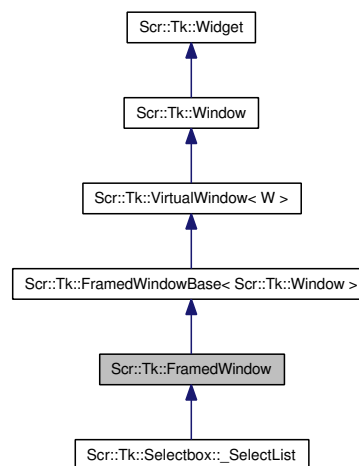 Scr::Tk::Widget
Scr::Tk::Window
Scr::Tk::VirtualWindow< W >
Scr::Tk::FramedWindowBase< Scr::Tk::Window >
Scr::Tk::FramedWindow
Scr::Tk::Selectbox::_SelectList